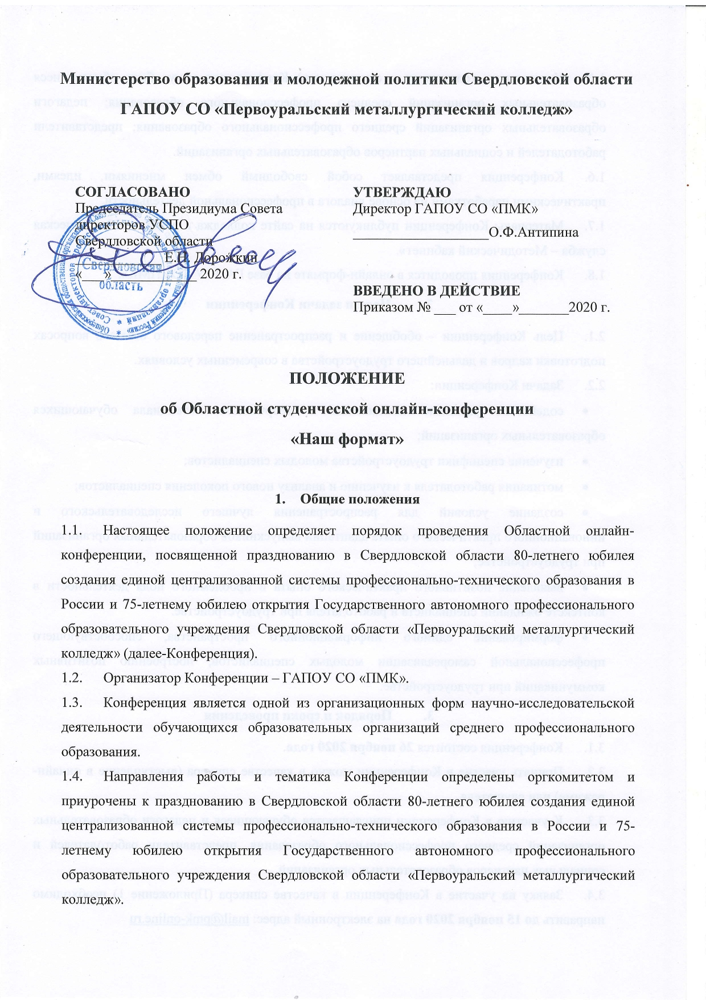 Министерство образования и молодежной политики Свердловской области
ГАПОУ СО «Первоуральский металлургический колледж»
СОГЛАСОВАНО
Председатель Президиума Совета
директоров УСПО
Свердловской области
____________ Е.Н. Дорожкин
«___»____________ 2020 г.
Свердловская
область
УТВЕРЖДАЮ
Директор ГАПОУ СО «ПМК»
___________________О.Ф.Антипина
ВВЕДЕНО В ДЕЙСТВИЕ
Приказом № ___ от «____»_______2020 г.
ПОЛОЖЕНИЕ
об Областной студенческой онлайн-конференции
«Наш формат»
1. Общие положения
1.1. Настоящее положение определяет порядок проведения Областной онлайн-
конференции, посвященной празднованию в Свердловской области 80-летнего юбилея
создания единой централизованной системы профессионально-технического образования в
России и 75-летнему юбилею открытия Государственного автономного профессионального
образовательного учреждения Свердловской области «Первоуральский металлургический
колледж» (далее-Конференция).
1.2. Организатор Конференции – ГАПОУ СО «ПМК».
1.3. Конференция является одной из организационных форм научно-исследовательской
деятельности обучающихся образовательных организаций среднего профессионального
образования.
1.4. Направления работы и тематика Конференции определены оргкомитетом и
приурочены к празднованию в Свердловской области 80-летнего юбилея создания единой
централизованной системы профессионально-технического образования в России и 75-
летнему юбилею открытия Государственного автономного профессионального
образовательного учреждения Свердловской области «Первоуральский металлургический
колледж».